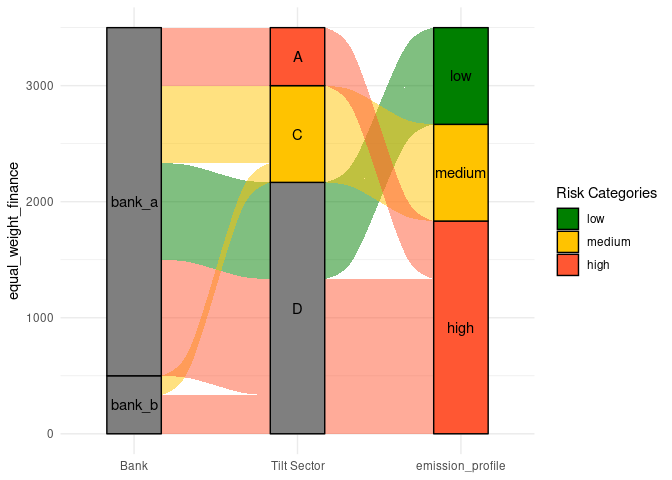 equal_weight_finance
3000
2000
1000
0
bank_a
bank_b
A
C
D
low
medium
high
Bank
Tilt Sector
emission_profile
Risk Categories
low
medium
high